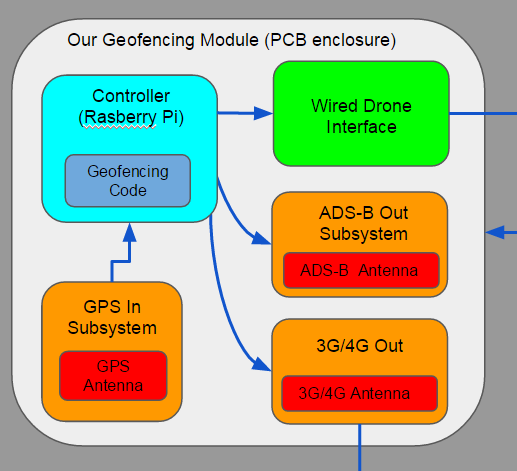 Our Geofencing Module (PCB enclosure)
Controller
(Rasberry Pi)
Geofencing
Code
Wired Drone
Interface
ADS-B Out
Subsystem
ADS-B Antenna
GPS In
Subsystem
GPS
Antenna
3G/4G Out
3G/4G Antenna